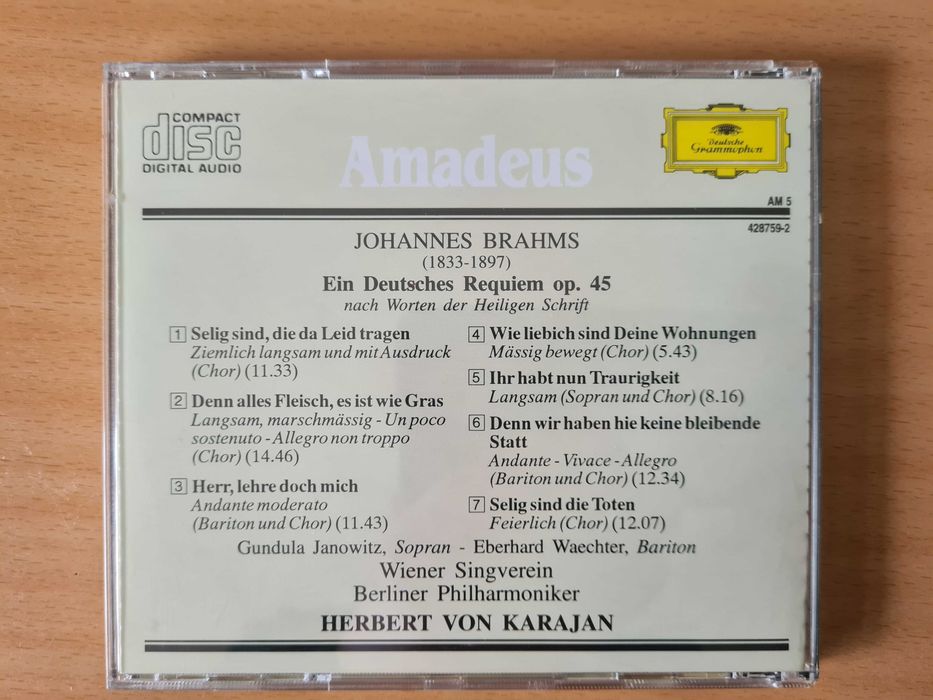 COMPACT
disc
DIGITAL AUDIO
Amadeus
Deutsche
Grammophon
AM 5
428759-2
JOHANNES BRAHMS
(1833-1897)
Ein Deutsches Requiem op. 45
nach Worten der Heiligen Schrift
1 Selig sind, die da Leid tragen
Ziemlich langsam und mit Ausdruck
(Chor) (11.33)
2 Denn alles Fleisch, es ist wie Gras
Langsam, marschmässig - Un poco
sostenuto - Allegro non troppo
(Chor) (14.46)
3 Herr, lehre doch mich
Andante moderato
(Bariton und Chor) (11.43)
4 Wie liebich sind Deine Wohnungen
Mässig bewegt (Chor) (5.43)
5 Ihr habt nun Traurigkeit
Langsam (Sopran und Chor) (8.16)
6 Denn wir haben hie keine bleibende
Statt
Andante - Vivace - Allegro
(Bariton und Chor) (12.34)
7 Selig sind die Toten
Feierlich (Chor) (12.07)
Gundula Janowitz, Sopran - Eberhard Waechter, Bariton
Wiener Singverein
Berliner Philharmoniker
HERBERT VON KARAJAN